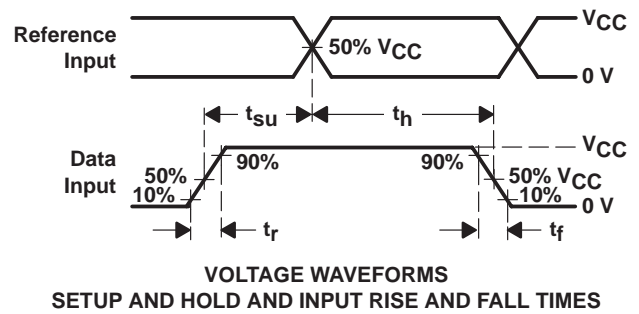 Reference
Input
50% VCC
VCC
0 V
tsu
th
Data
Input
50%
10%
90%
90%
VCC
50% VCC
10%
0 V
tr
tf
VOLTAGE WAVEFORMS
SETUP AND HOLD AND INPUT RISE AND FALL TIMES